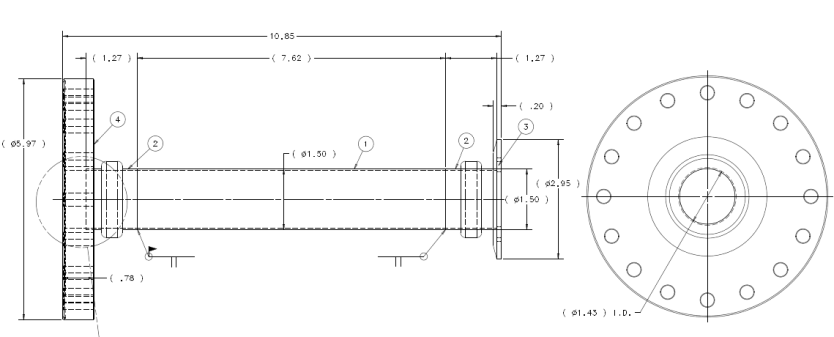 10.85
( 1.27 )
( 7.62 )
( 1.27 )
( .20 )
4
2
1
2
3
( ø5.97 )
( ø1.50 )
( ø2.95 )
( ø1.50 )
( .78 )
( ø1.43 ) I.D.